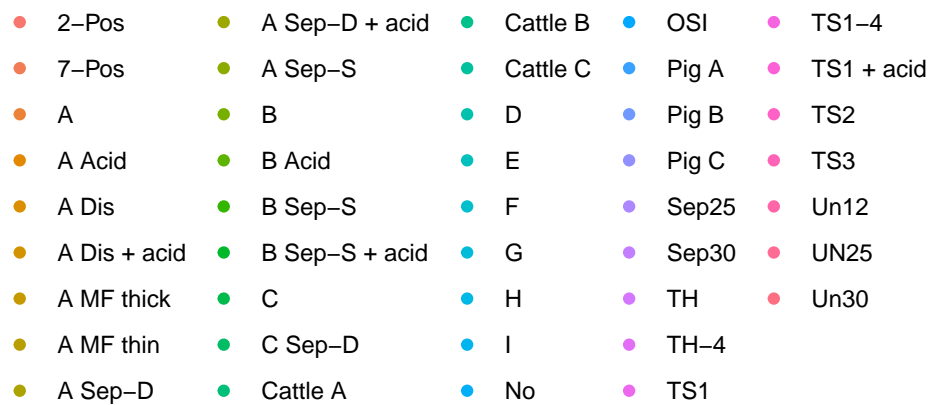 2−Pos
7−Pos
A
A Acid
A Dis
A Dis + acid
A MF thick
A MF thin
A Sep−D
A Sep−D + acid
A Sep−S
B
B Acid
B Sep−S
B Sep−S + acid
C
C Sep−D
Cattle A
Cattle B
Cattle C
D
E
F
G
H
I
No
OSI
Pig A
Pig B
Pig C
Sep25
Sep30
TH
TH−4
TS1
TS1−4
TS1 + acid
TS2
TS3
Un12
UN25
Un30